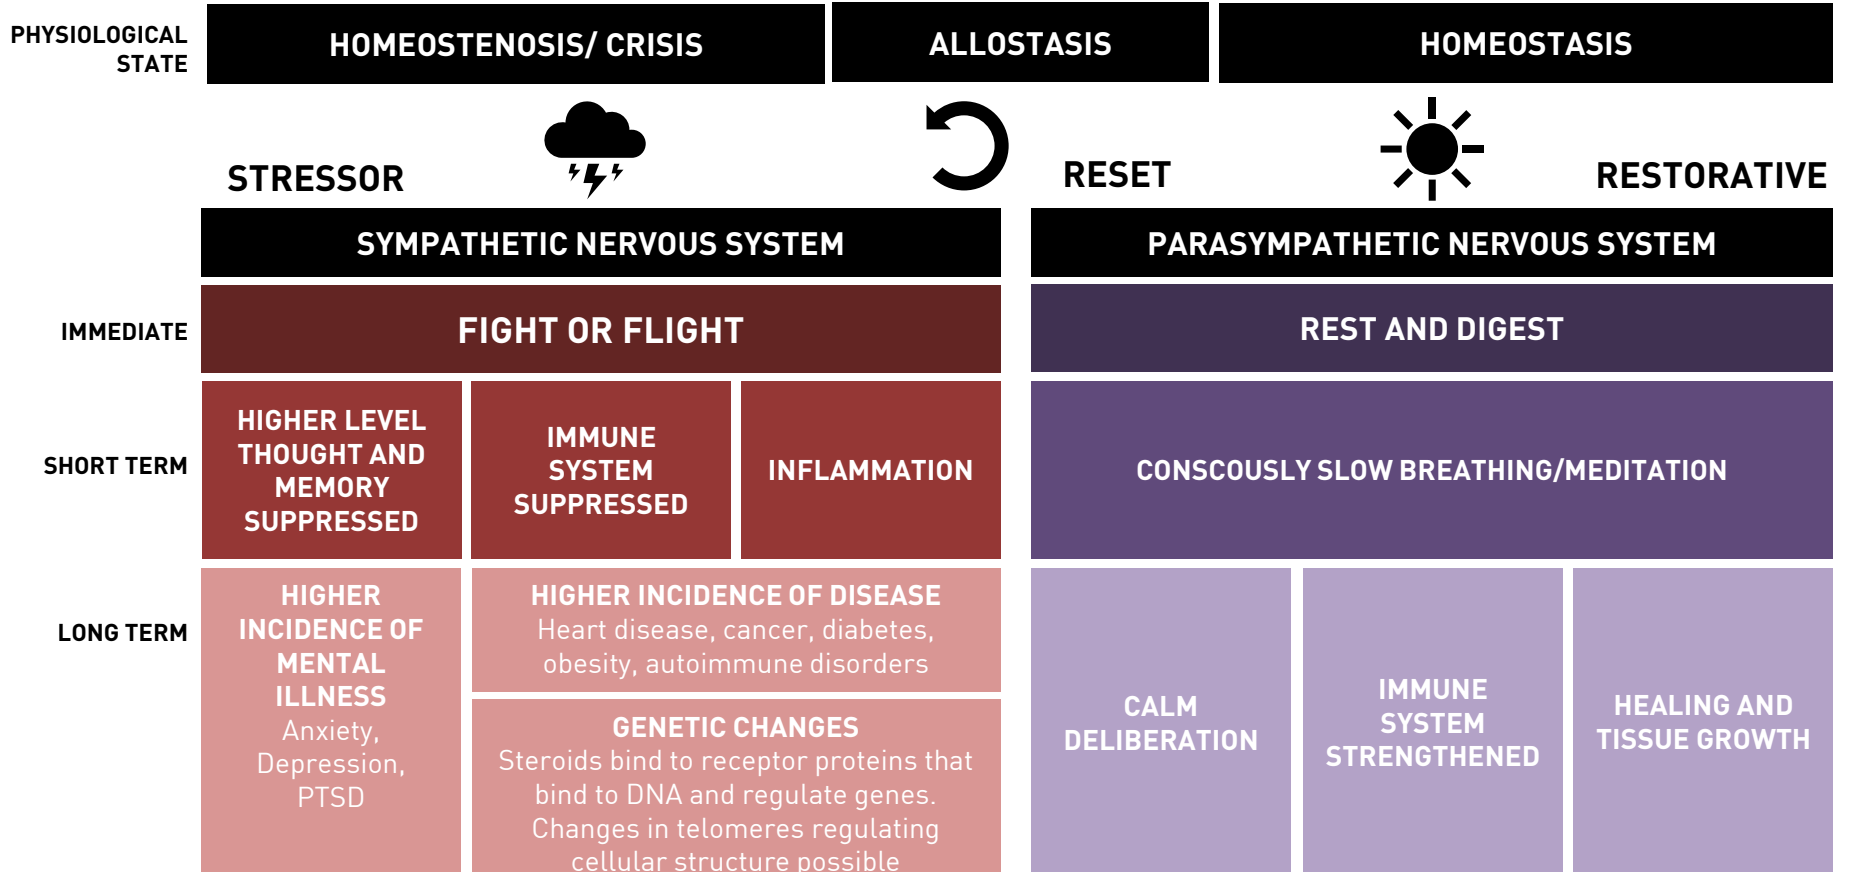 PHYSIOLOGICAL
STATE
HOMEOSTENOSIS/ CRISIS
ALLOSTASIS
HOMEOSTASIS
STRESSOR
RESET
RESTORATIVE
SYMPATHETIC NERVOUS SYSTEM
PARASYMPATHETIC NERVOUS SYSTEM
IMMEDIATE
FIGHT OR FLIGHT
REST AND DIGEST
SHORT TERM
HIGHER LEVEL
THOUGHT AND
MEMORY
SUPPRESSED
IMMUNE
SYSTEM
SUPPRESSED
INFLAMMATION
CONSCOUSLY SLOW BREATHING/MEDITATION
LONG TERM
HIGHER
INCIDENCE OF
MENTAL
ILLNESS
Anxiety,
Depression,
PTSD
HIGHER INCIDENCE OF DISEASE
Heart disease, cancer, diabetes,
obesity, autoimmune disorders
GENETIC CHANGES
Steroids bind to receptor proteins that
bind to DNA and regulate genes.
Changes in telomeres regulating
cellular structure possible
CALM
DELIBERATION
IMMUNE
SYSTEM
STRENGTHENED
HEALING AND
TISSUE GROWTH